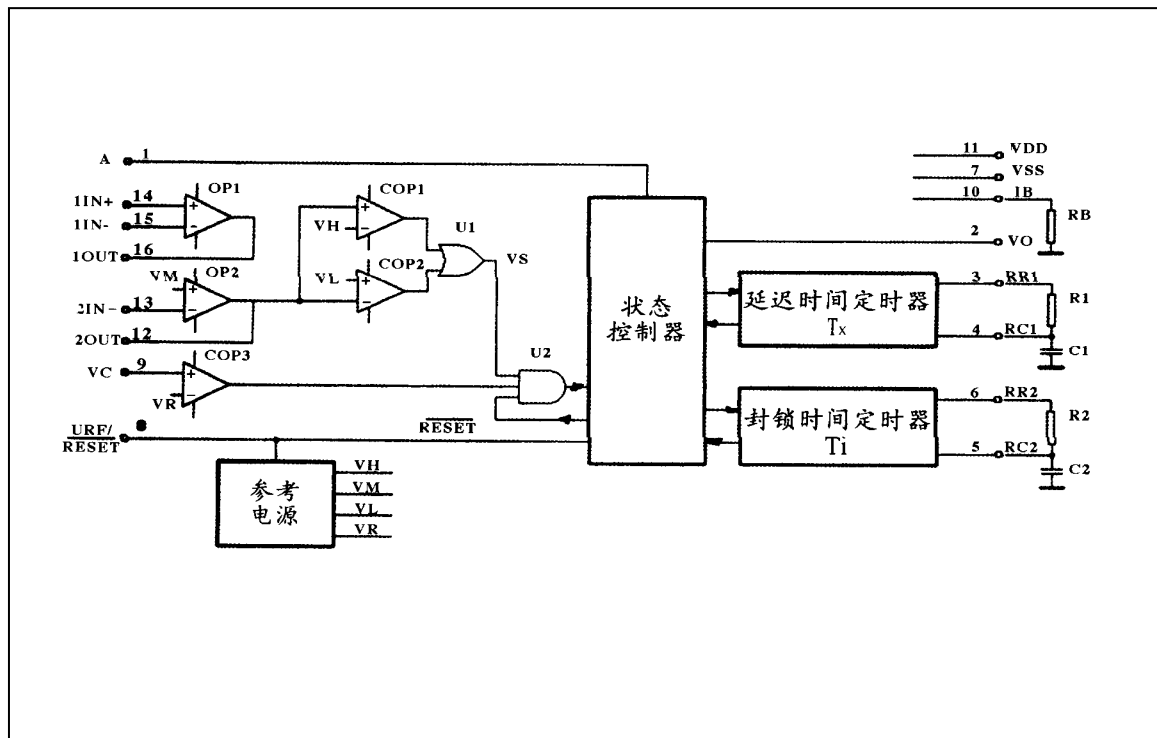 A 1
1IN+ 14
1IN- 15
1OUT 16
OP1
+
−
VM
OP2
+
−
2IN- 13
2OUT 12
VC 9
COP3
+
−
VR
URF/
RESET
8
COP1
+
−
VH
VL
COP2
+
−
U1
VS
U2
RESET
参考
电源
VH
VM
VL
VR
状态
控制器
11 VDD
7 VSS
10 IB
RB
2 VO
延迟时间定时器
Tx
3 RR1
R1
4 RC1
C1
封锁时间定时器
Ti
6 RR2
R2
5 RC2
C2